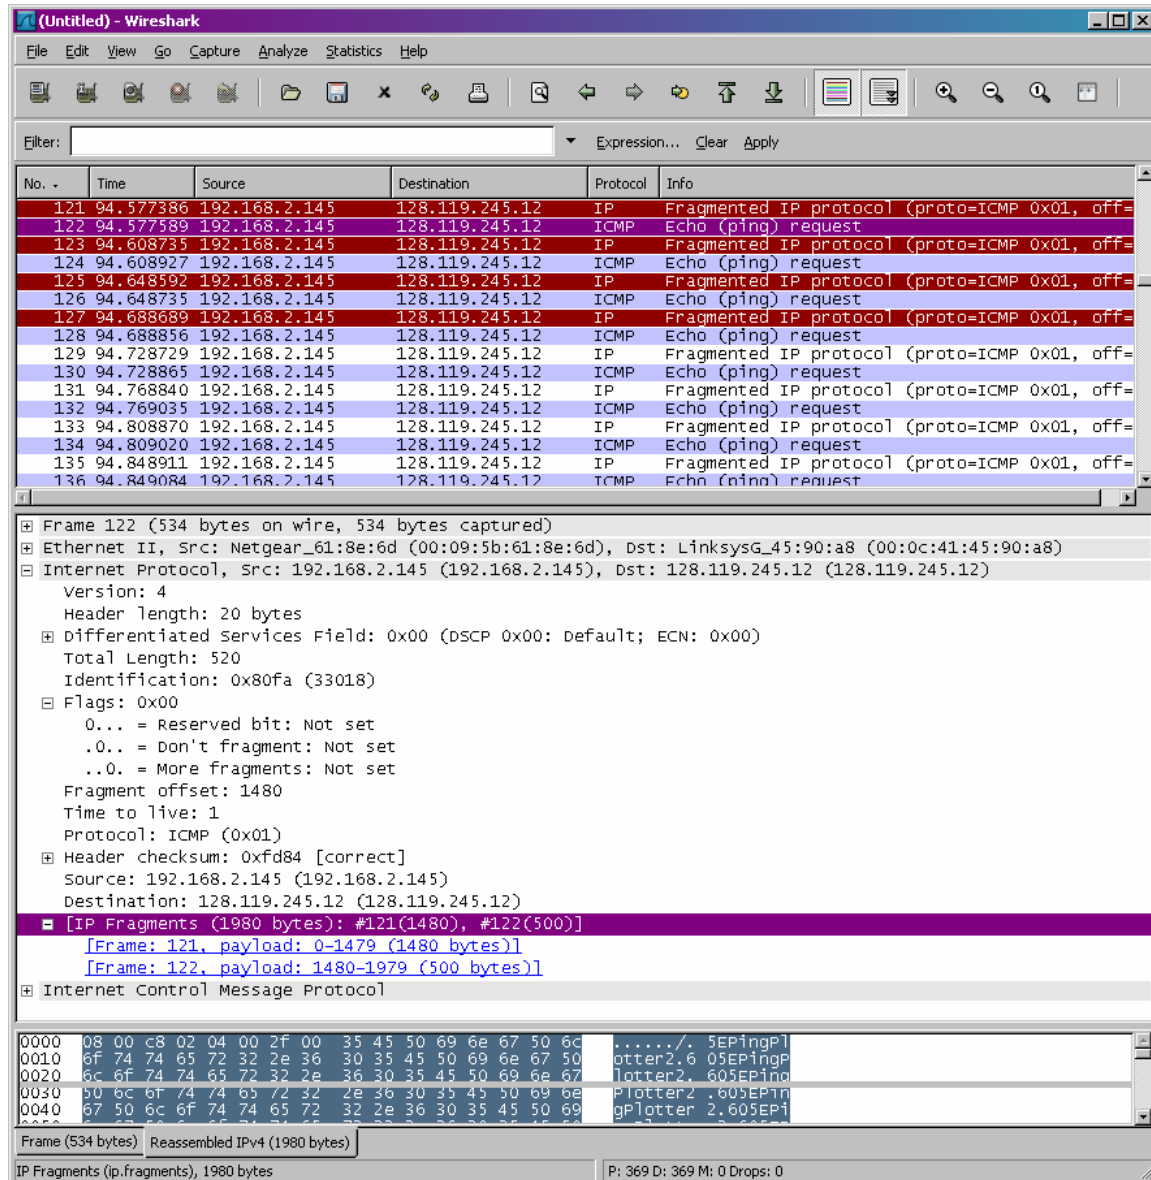 (Untitled) - Wireshark
File Edit View Go Capture Analyze Statistics Help
Filter: Expression... Clear Apply
No. Time Source Destination Protocol Info
121 94.577386 192.168.2.145 128.119.245.12 IP Fragmented IP protocol (proto=ICMP 0x01, off=
122 94.577589 192.168.2.145 128.119.245.12 ICMP Echo (ping) request
123 94.608735 192.168.2.145 128.119.245.12 IP Fragmented IP protocol (proto=ICMP 0x01, off=
124 94.608927 192.168.2.145 128.119.245.12 ICMP Echo (ping) request
125 94.648592 192.168.2.145 128.119.245.12 IP Fragmented IP protocol (proto=ICMP 0x01, off=
126 94.648735 192.168.2.145 128.119.245.12 ICMP Echo (ping) request
127 94.688689 192.168.2.145 128.119.245.12 IP Fragmented IP protocol (proto=ICMP 0x01, off=
128 94.688856 192.168.2.145 128.119.245.12 ICMP Echo (ping) request
129 94.728729 192.168.2.145 128.119.245.12 IP Fragmented IP protocol (proto=ICMP 0x01, off=
130 94.728865 192.168.2.145 128.119.245.12 ICMP Echo (ping) request
131 94.768840 192.168.2.145 128.119.245.12 IP Fragmented IP protocol (proto=ICMP 0x01, off=
132 94.769035 192.168.2.145 128.119.245.12 ICMP Echo (ping) request
133 94.808870 192.168.2.145 128.119.245.12 IP Fragmented IP protocol (proto=ICMP 0x01, off=
134 94.809020 192.168.2.145 128.119.245.12 ICMP Echo (ping) request
135 94.848911 192.168.2.145 128.119.245.12 IP Fragmented IP protocol (proto=ICMP 0x01, off=
136 94.849084 192.168.2.145 128.119.245.12 ICMP Echo (ping) request
Frame 122 (534 bytes on wire, 534 bytes captured)
Ethernet II, Src: Netgear_61:8e:6d (00:09:5b:61:8e:6d), Dst: LinksysG_45:90:a8 (00:0c:41:45:90:a8)
Internet Protocol, Src: 192.168.2.145 (192.168.2.145), Dst: 128.119.245.12 (128.119.245.12)
Version: 4
Header length: 20 bytes
Differentiated Services Field: 0x00 (DSCP 0x00: Default; ECN: 0x00)
Total Length: 520
Identification: 0x80fa (33018)
Flags: 0x00
0... = Reserved bit: Not set
.0.. = Don't fragment: Not set
..0. = More fragments: Not set
Fragment offset: 1480
Time to live: 1
Protocol: ICMP (0x01)
Header checksum: 0xfd84 [correct]
Source: 192.168.2.145 (192.168.2.145)
Destination: 128.119.245.12 (128.119.245.12)
[IP Fragments (1980 bytes): #121(1480), #122(500)]
[Frame: 121, payload: 0-1479 (1480 bytes)]
[Frame: 122, payload: 1480-1979 (500 bytes)]
Internet Control Message Protocol
0000 08 00 c8 02 04 00 2f 00 35 45 50 69 6e 67 50 6c ....../. 5EPingPl
0010 6f 74 74 65 72 32 2e 36 30 35 45 50 69 6e 67 50 otter2.6 05EPingP
0020 6c 6f 74 74 65 72 32 2e 36 30 35 45 50 69 6e 67 lotter2. 605EPing
0030 50 6c 6f 74 74 65 72 32 2e 36 30 35 45 50 69 6e Plotter2 .605EPin
0040 67 50 6c 6f 74 74 65 72 32 2e 36 30 35 45 50 69 gPlotter 2.605EPi
Frame (534 bytes) Reassembled IPv4 (1980 bytes)
IP Fragments (ip.fragments), 1980 bytes P: 369 D: 369 M: 0 Drops: 0